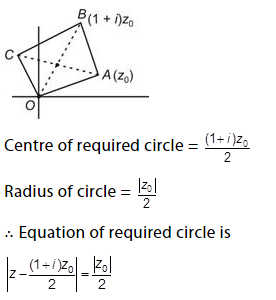 B(1 + i)z₀
C
A(z₀)
O
Centre of required circle = (1+i)z₀/2
Radius of circle = |z₀|/2
∴ Equation of required circle is
|z-(1+i)z₀/2|=|z₀|/2